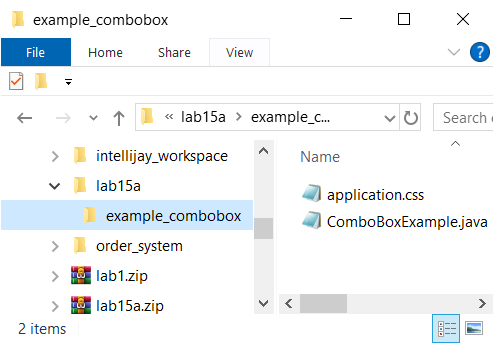 example_combobox
File Home Share View
lab15a example_c...
Search
intellijay_workspace
lab15a
example_combobox
order_system
lab1.zip
lab15a.zip
Name
application.css
ComboBoxExample.java
2 items